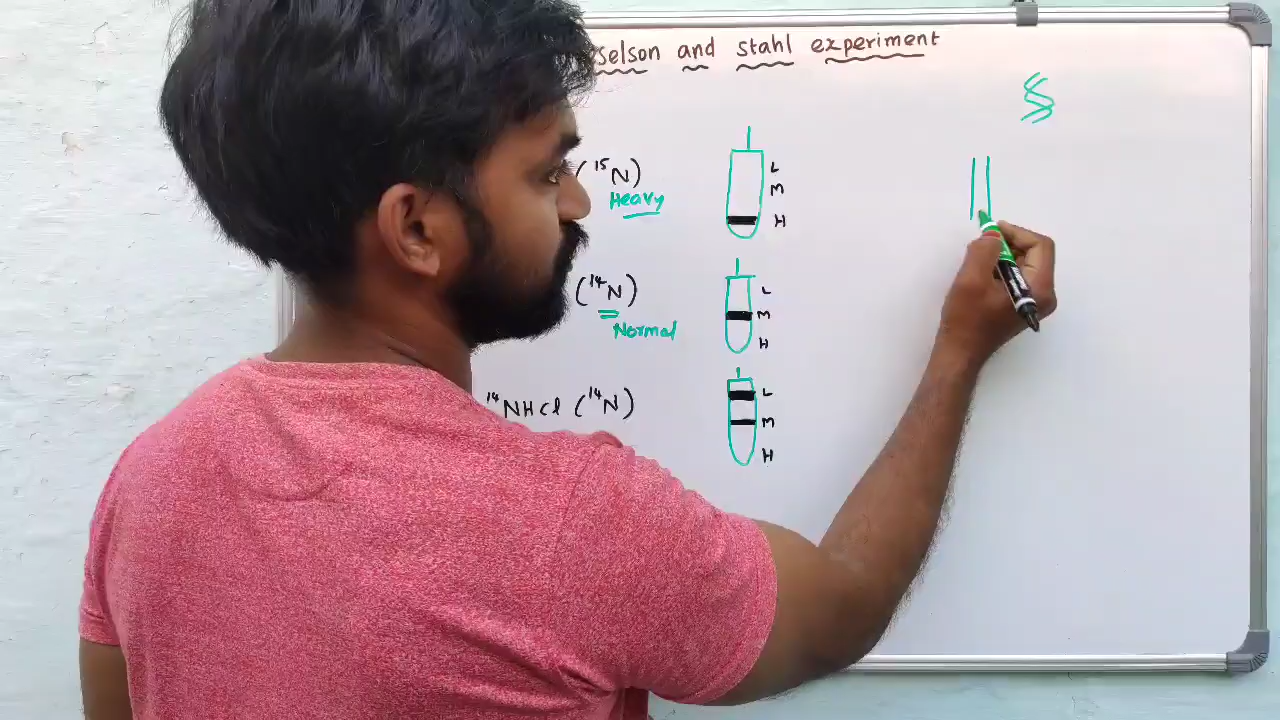 selson and stahl experiment
(¹⁵N)
Heavy
L
M
H
(¹⁴N)
Normal
L
M
H
¹⁴NHCl (¹⁴N)
L
M
H